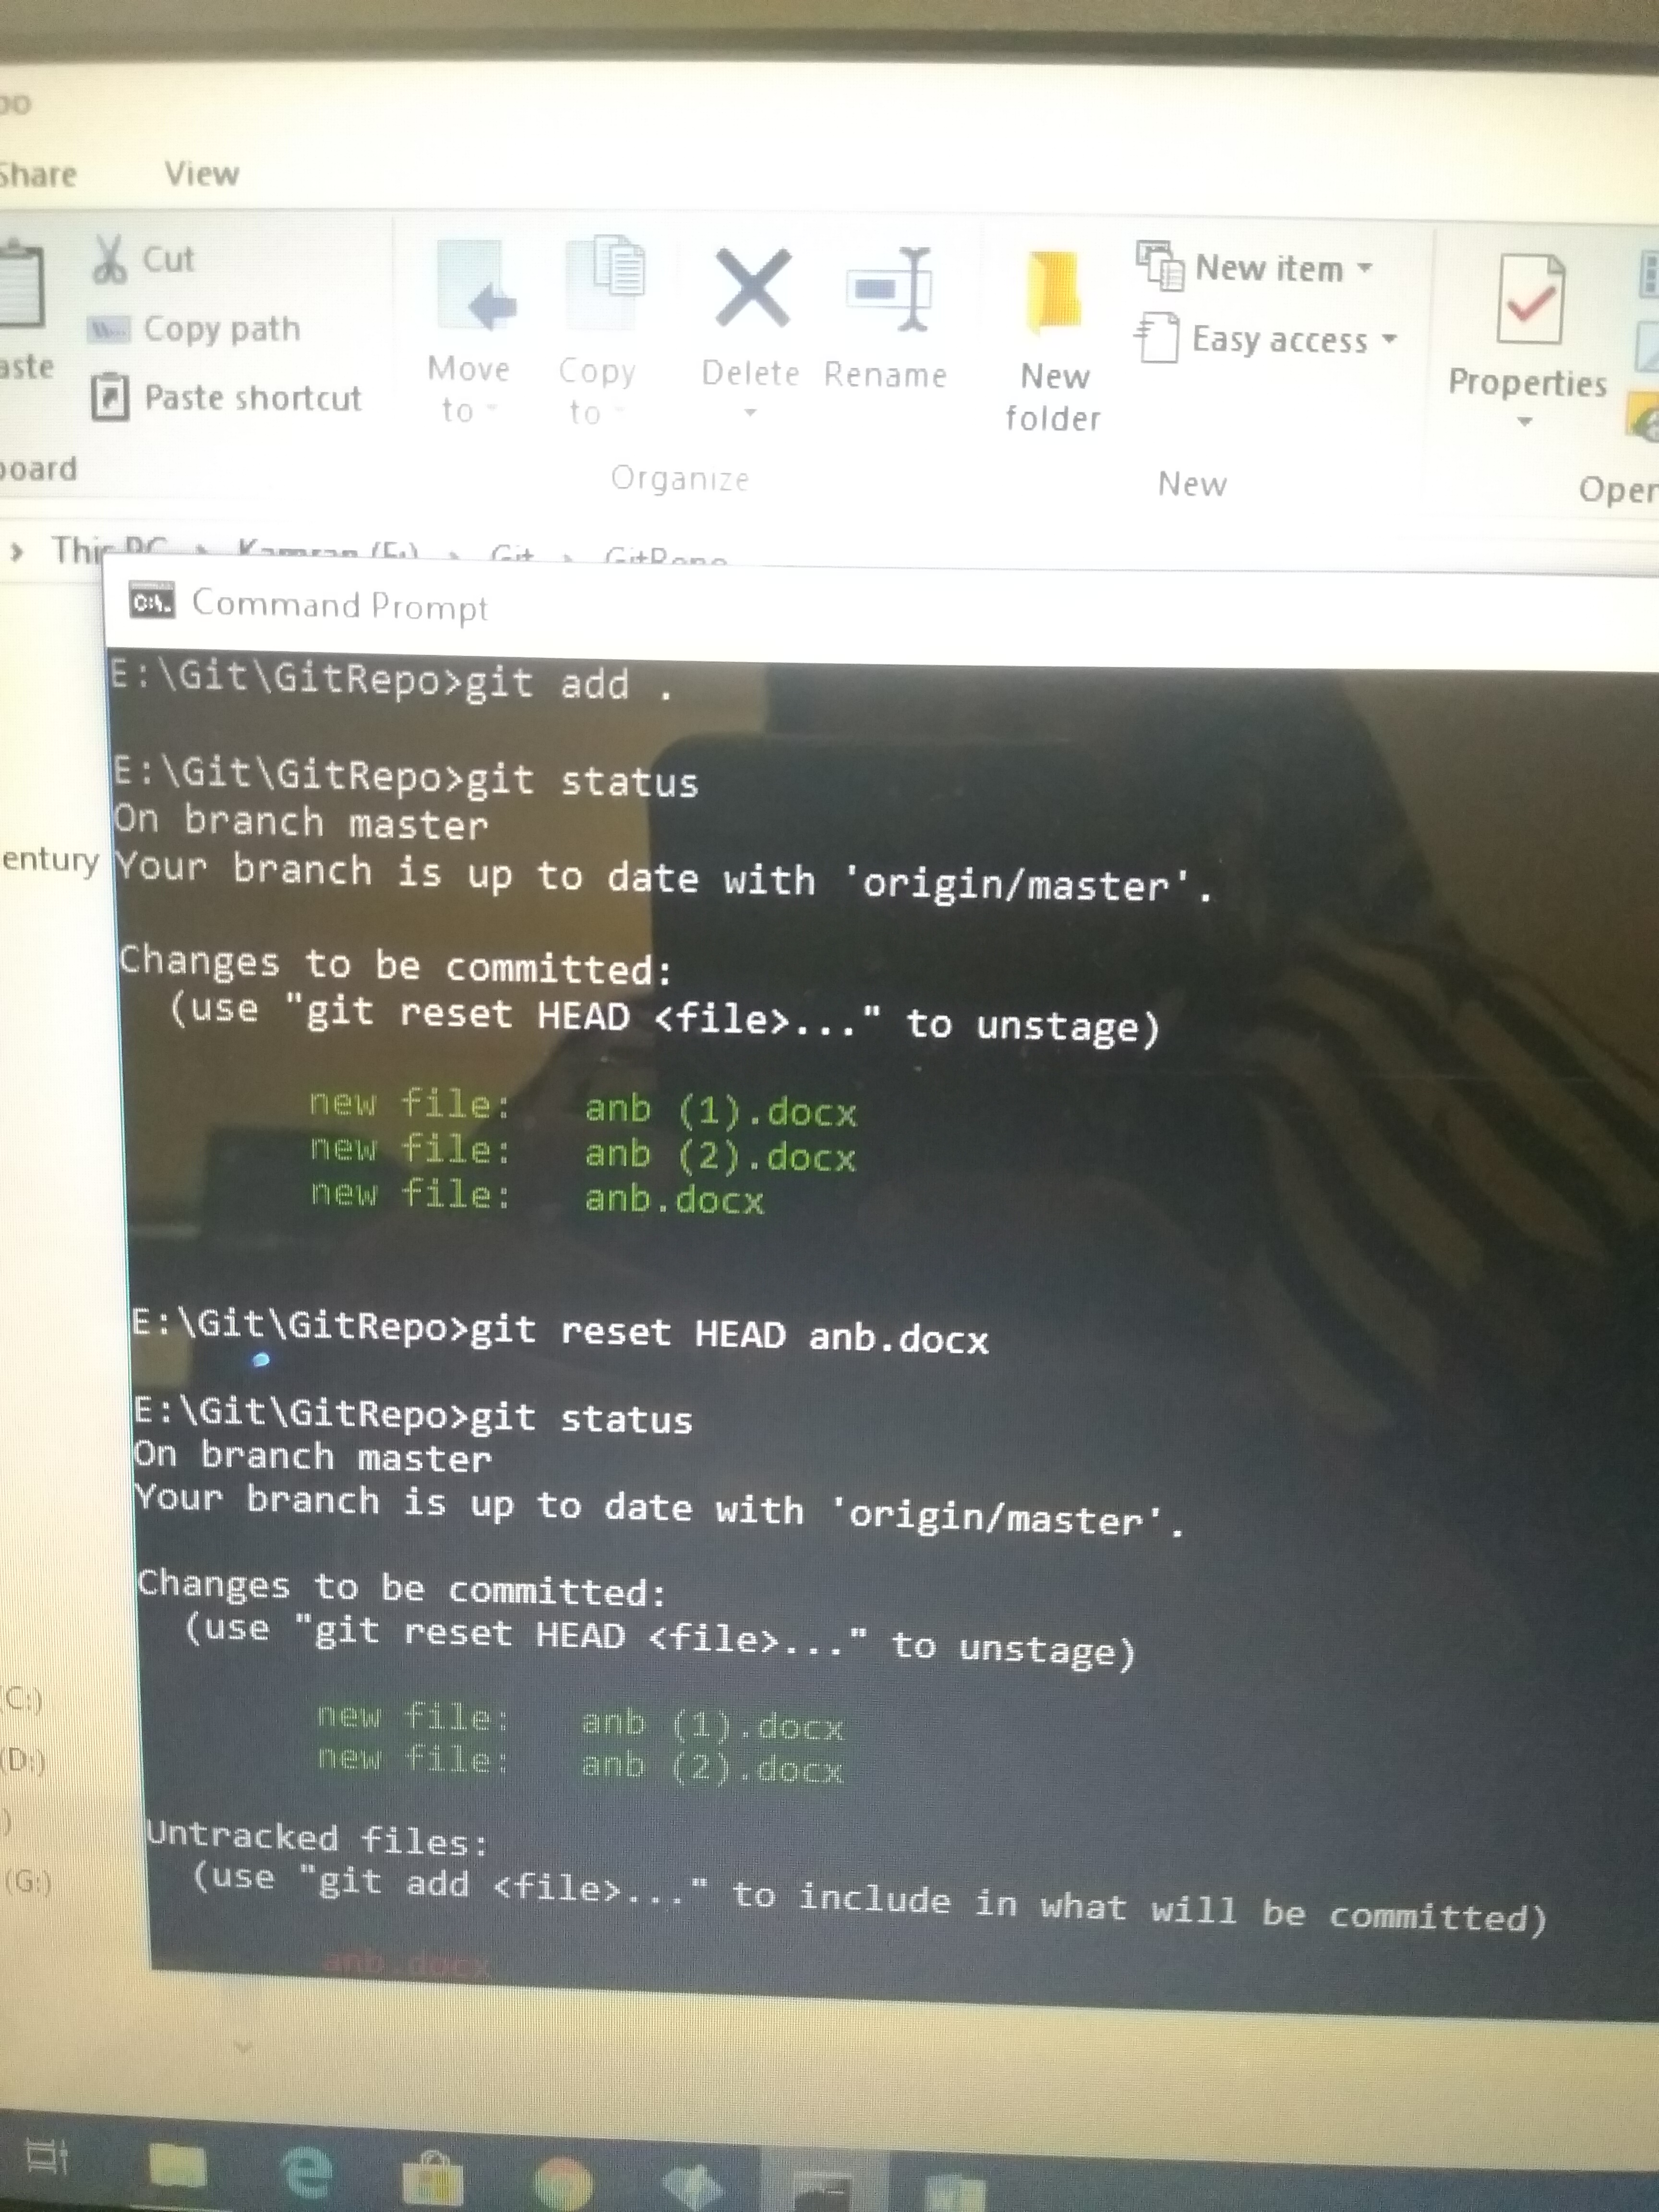 Share View
Cut
Copy path
Paste shortcut
Move to
Copy to
Delete
Rename
New folder
New item
Easy access
Properties
Organize
New
> This PC > Kamran (E:) > Git > GitRepo
C:\. Command Prompt
E:\Git\GitRepo>git add .
E:\Git\GitRepo>git status
On branch master
Your branch is up to date with 'origin/master'.
Changes to be committed:
(use "git reset HEAD <file>..." to unstage)
new file: anb (1).docx
new file: anb (2).docx
new file: anb.docx
E:\Git\GitRepo>git reset HEAD anb.docx
E:\Git\GitRepo>git status
On branch master
Your branch is up to date with 'origin/master'.
Changes to be committed:
(use "git reset HEAD <file>..." to unstage)
new file: anb (1).docx
new file: anb (2).docx
Untracked files:
(use "git add <file>..." to include in what will be committed)
anb.docx
entury
(C:)
(D:)
)
(G:)